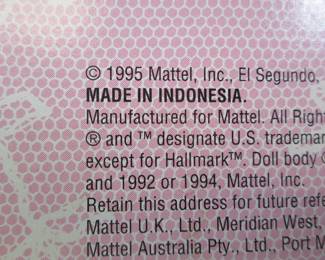 © 1995 Mattel, Inc., El Segundo,
MADE IN INDONESIA.
Manufactured for Mattel. All Righ
® and ™ designate U.S. trademar
except for Hallmark™. Doll body ©
and 1992 or 1994, Mattel, Inc.
Retain this address for future refe
Mattel U.K., Ltd., Meridian West,
Mattel Australia Pty., Ltd., Port M